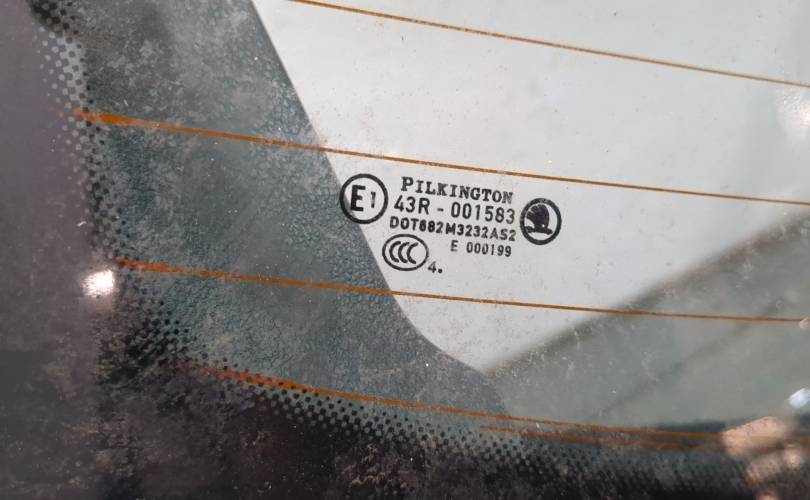 PILKINGTON
E1 43R - 001583
DOT682M3232AS2
E 000199
CCC 4.